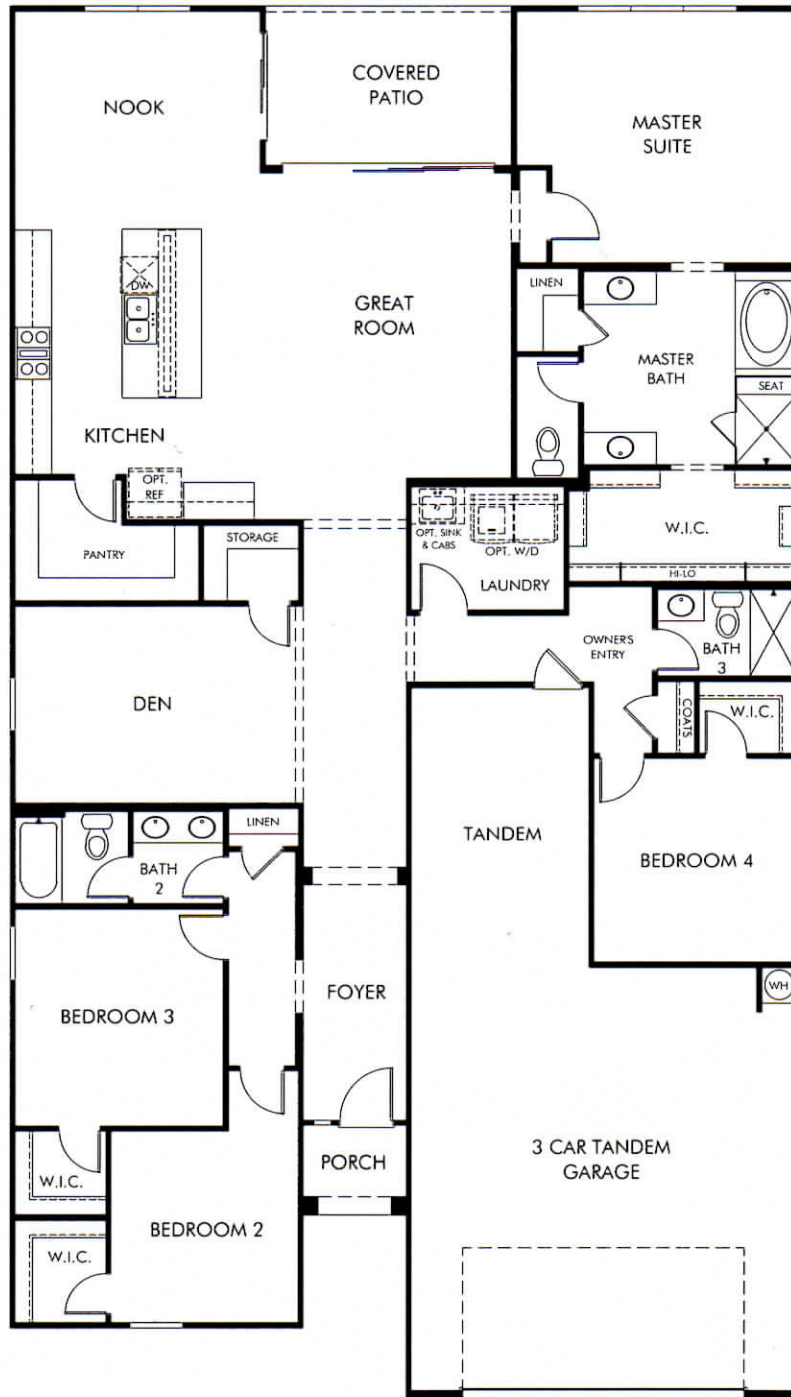 NOOK
COVERED
PATIO
MASTER
SUITE
DW
GREAT
ROOM
LINEN
MASTER
BATH
SEAT
KITCHEN
OPT.
REF
PANTRY
STORAGE
OPT. SINK
& CABS
OPT. W/D
LAUNDRY
W.I.C.
HI-LO
DEN
OWNER'S
ENTRY
BATH
3
COATS
W.I.C.
TANDEM
BEDROOM 4
LINEN
BATH
2
BEDROOM 3
FOYER
WH
W.I.C.
PORCH
3 CAR TANDEM
GARAGE
BEDROOM 2
W.I.C.